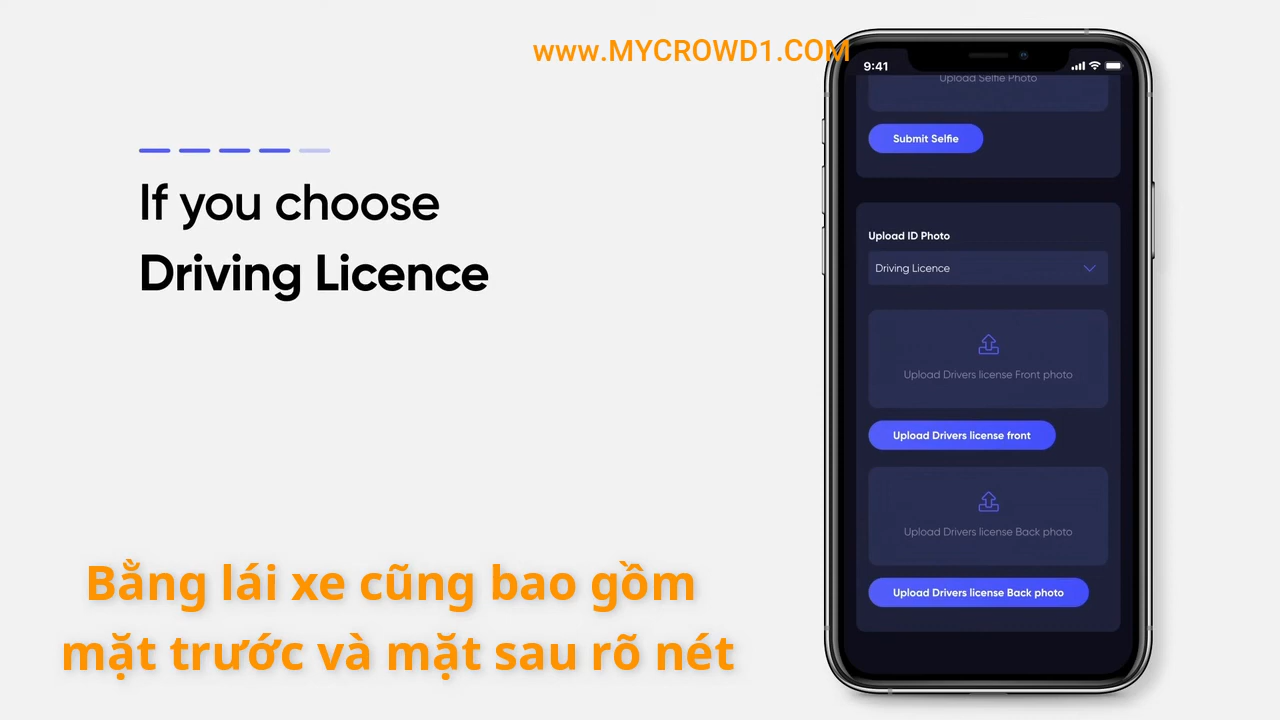 www.MYCROWD1.COM
If you choose
Driving Licence
Bằng lái xe cũng bao gồm
mặt trước và mặt sau rõ nét
9:41
Upload Selfie Photo
Submit Selfie
Upload ID Photo
Driving Licence
Upload Drivers license Front photo
Upload Drivers license front
Upload Drivers license Back photo
Upload Drivers license Back photo